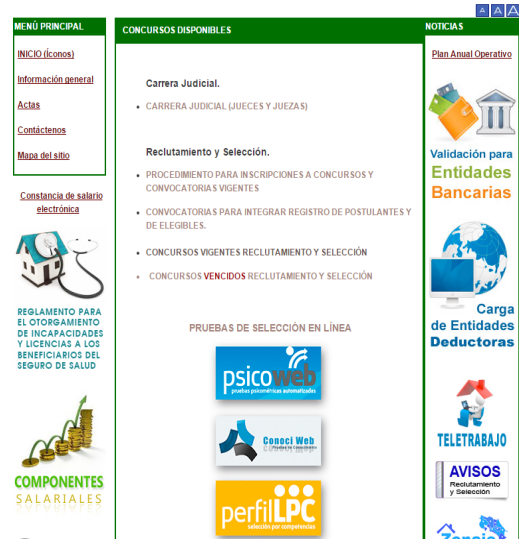 A A A
MENÚ PRINCIPAL
INICIO (Íconos)
Información general
Actas
Contáctenos
Mapa del sitio
Constancia de salario
electrónica
REGLAMENTO PARA
EL OTORGAMIENTO
DE INCAPACIDADES
Y LICENCIAS A LOS
BENEFICIARIOS DEL
SEGURO DE SALUD
COMPONENTES
SALARIALES
CONCURSOS DISPONIBLES
Carrera Judicial.
CARRERA JUDICIAL (JUECES Y JUEZAS)
Reclutamiento y Selección.
PROCEDIMIENTO PARA INSCRIPCIONES A CONCURSOS Y
CONVOCATORIAS VIGENTES
CONVOCATORIAS PARA INTEGRAR REGISTRO DE POSTULANTES Y
DE ELEGIBLES.
CONCURSOS VIGENTES RECLUTAMIENTO Y SELECCIÓN
CONCURSOS VENCIDOS RECLUTAMIENTO Y SELECCIÓN
PRUEBAS DE SELECCIÓN EN LÍNEA
psicoweb
pruebas psicométricas automatizadas
Conoci Web
Pruebas de Conocimientos
perfilLPC
selección por competencias
NOTICIAS
Plan Anual Operativo
Validación para
Entidades
Bancarias
Carga
de Entidades
Deductoras
TELETRABAJO
AVISOS
Reclutamiento
y Selección